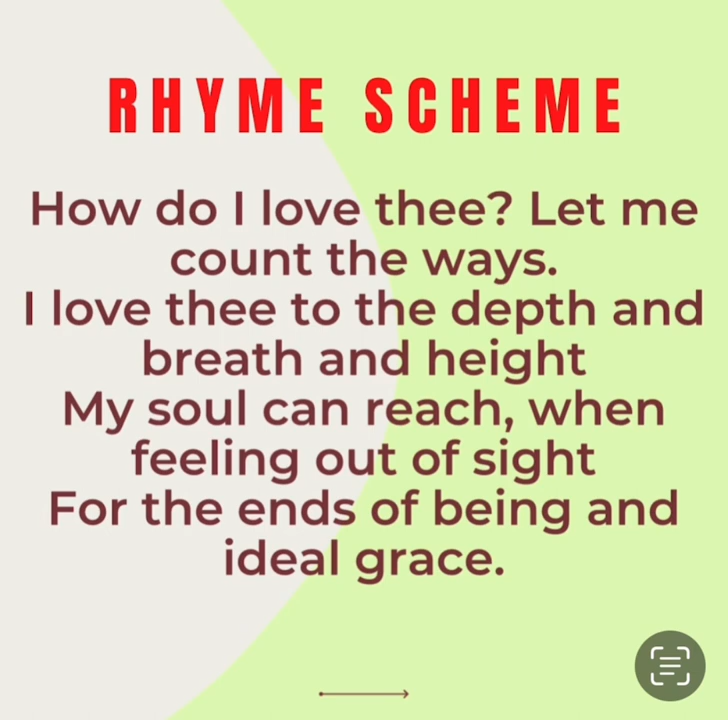 RHYME SCHEME
How do I love thee? Let me
count the ways.
I love thee to the depth and
breath and height
My soul can reach, when
feeling out of sight
For the ends of being and
ideal grace.